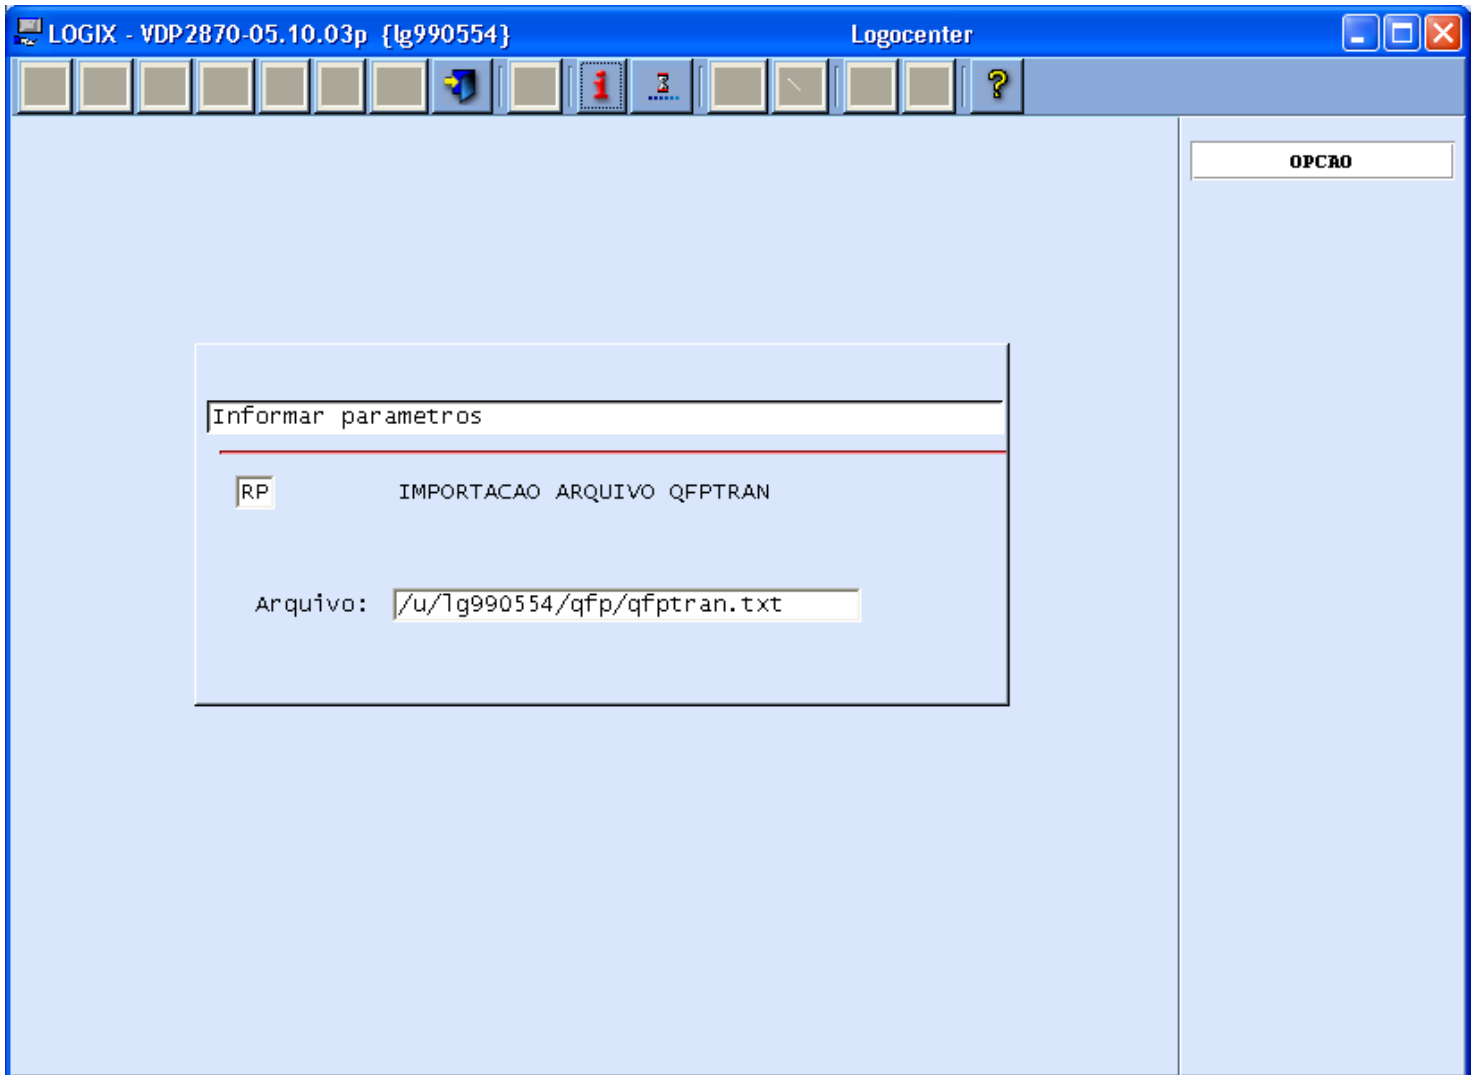 LOGIX - VDP2870-05.10.03p {lg990554} Logocenter
i ?
OPCAO
Informar parametros
RP IMPORTACAO ARQUIVO QFPTRAN
Arquivo: /u/lg990554/qfp/qfptran.txt